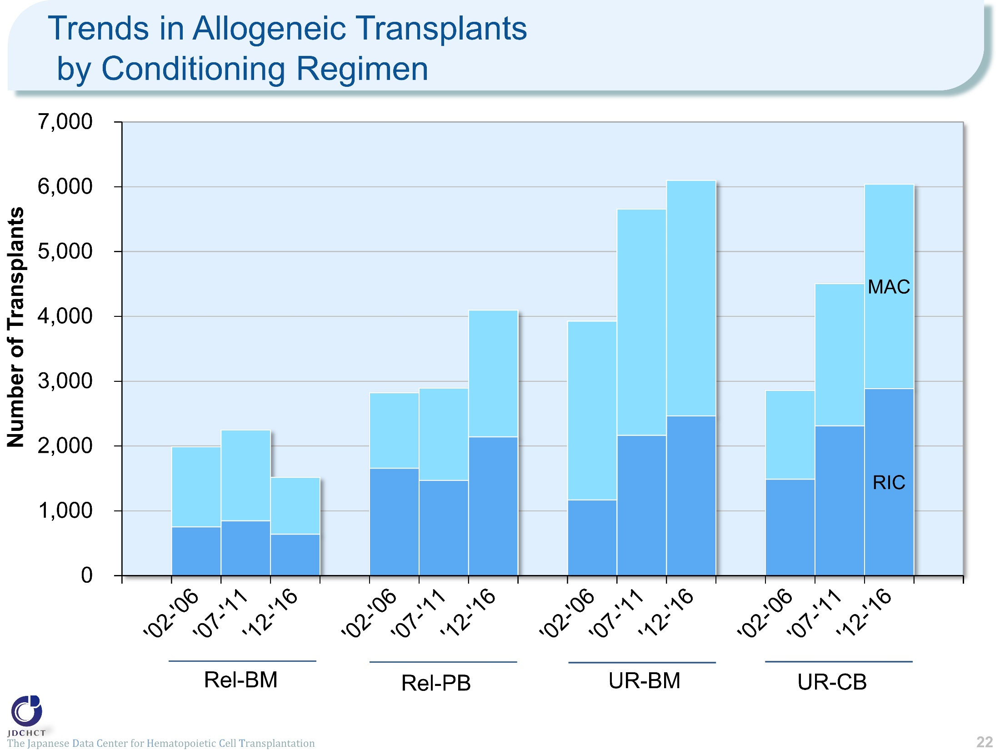 Trends in Allogeneic Transplants
by Conditioning Regimen
Number of Transplants
7,000
6,000
5,000
4,000
3,000
2,000
1,000
0
MAC
RIC
'02-'06
'07-'11
'12-'16
'02-'06
'07-'11
'12-'16
'02-'06
'07-'11
'12-'16
'02-'06
'07-'11
'12-'16
Rel-BM
Rel-PB
UR-BM
UR-CB
JDCHCT
The Japanese Data Center for Hematopoietic Cell Transplantation
22